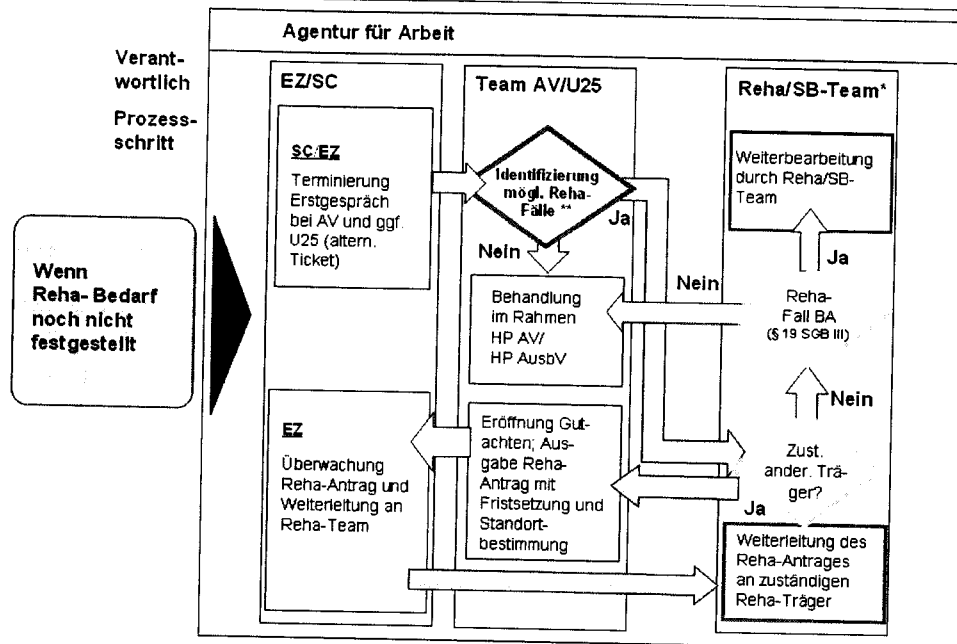 Agentur für Arbeit
Verant-
wortlich
Prozess-
schritt
EZ/SC
Team AV/U25
Reha/SB-Team*
SC/EZ
Terminierung
Erstgespräch
bei AV und ggf.
U25 (altern.
Ticket)
Identifizierung
mögl. Reha-
Fälle **
Ja
Nein
Weiterbearbeitung
durch Reha/SB-
Team
Ja
Nein
Wenn
Reha- Bedarf
noch nicht
festgestellt
Behandlung
im Rahmen
HP AV/
HP AusbV
Reha-
Fall BA
(§ 19 SGB III)
Nein
EZ
Überwachung
Reha-Antrag und
Weiterleitung an
Reha-Team
Eröffnung Gut-
achten; Aus-
gabe Reha-
Antrag mit
Fristsetzung und
Standort-
bestimmung
Zust.
ander. Trä-
ger?
Ja
Weiterleitung des
Reha-Antrages
an zuständigen
Reha-Träger